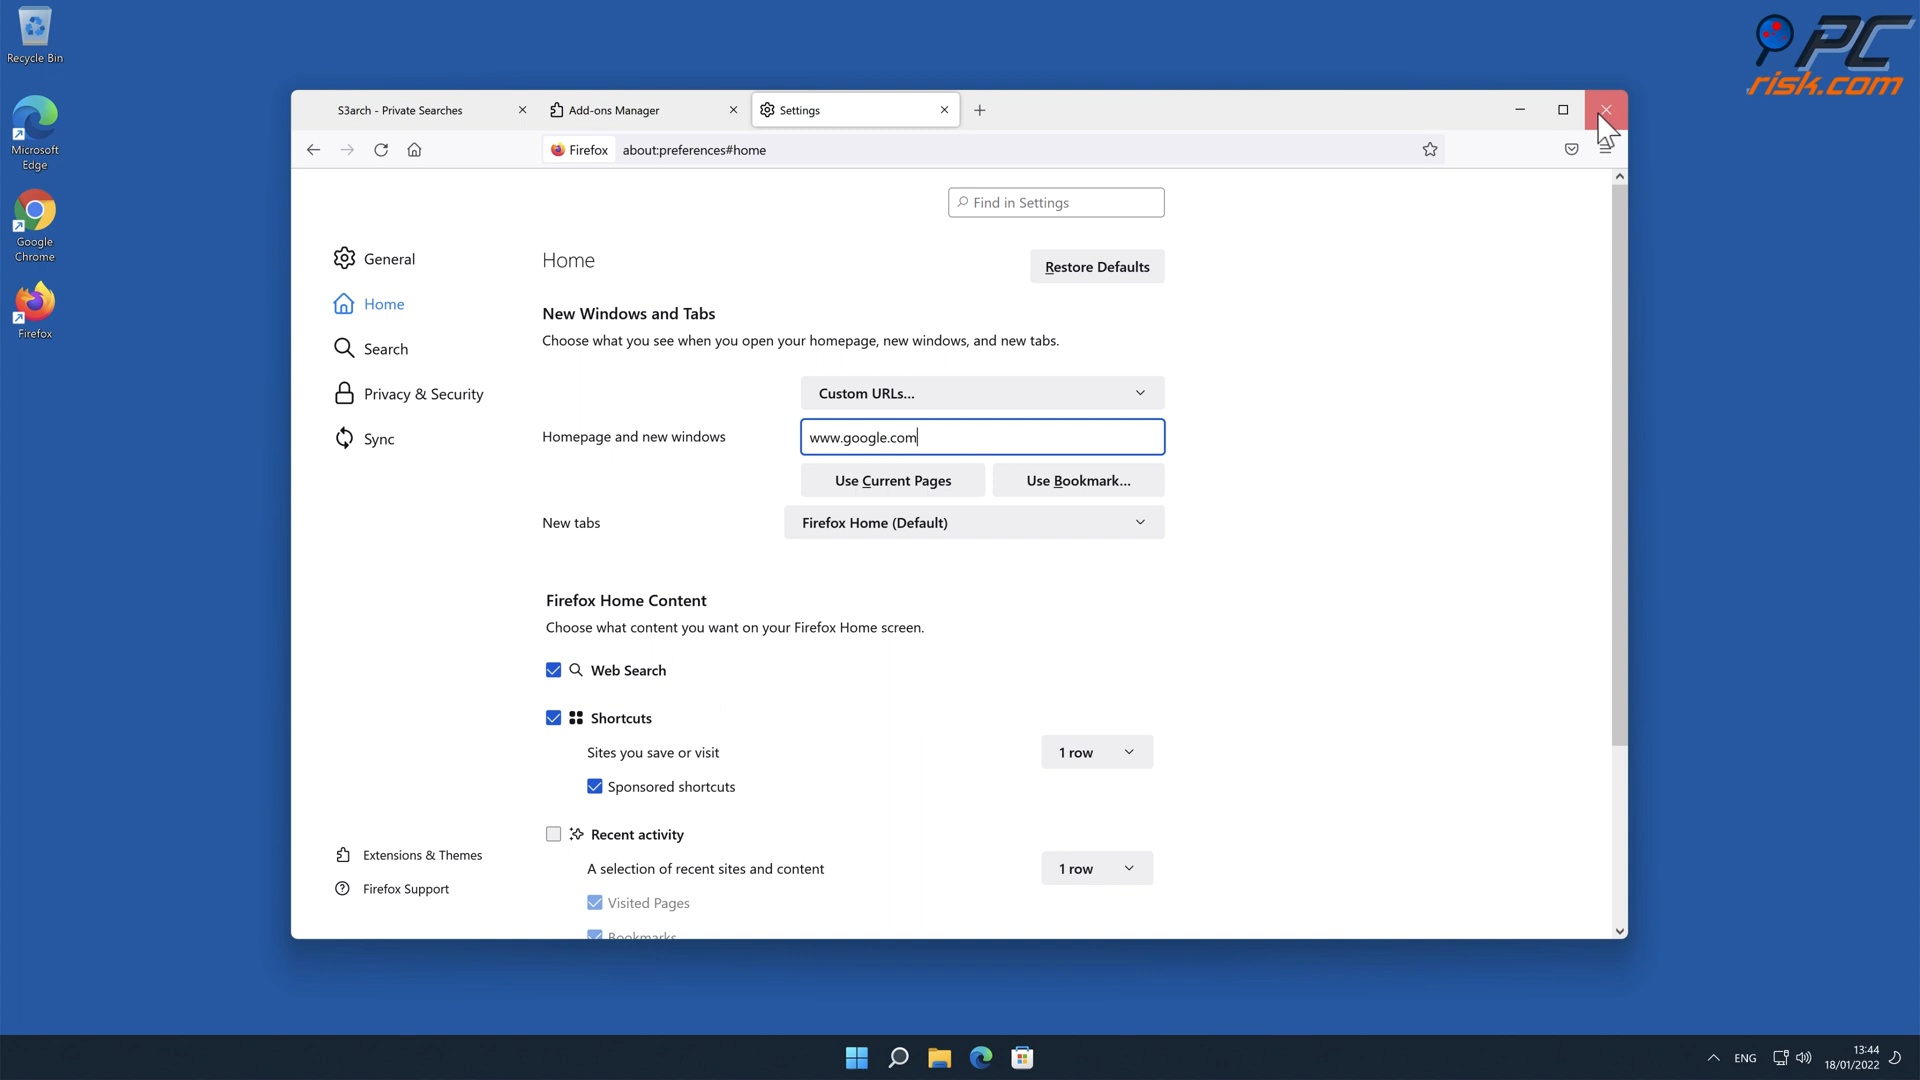 Recycle Bin
Microsoft
Edge
Google
Chrome
Firefox
PC
risk.com
S3arch - Private Searches
Add-ons Manager
Settings
Firefox
about:preferences#home
Find in Settings
General
Home
Search
Privacy & Security
Sync
Extensions & Themes
Firefox Support
Home
Restore Defaults
New Windows and Tabs
Choose what you see when you open your homepage, new windows, and new tabs.
Custom URLs...
Homepage and new windows
www.google.com
Use Current Pages
Use Bookmark...
New tabs
Firefox Home (Default)
Firefox Home Content
Choose what content you want on your Firefox Home screen.
Web Search
Shortcuts
Sites you save or visit
1 row
Sponsored shortcuts
Recent activity
A selection of recent sites and content
1 row
Visited Pages
Bookmarks
ENG
13:44
18/01/2022